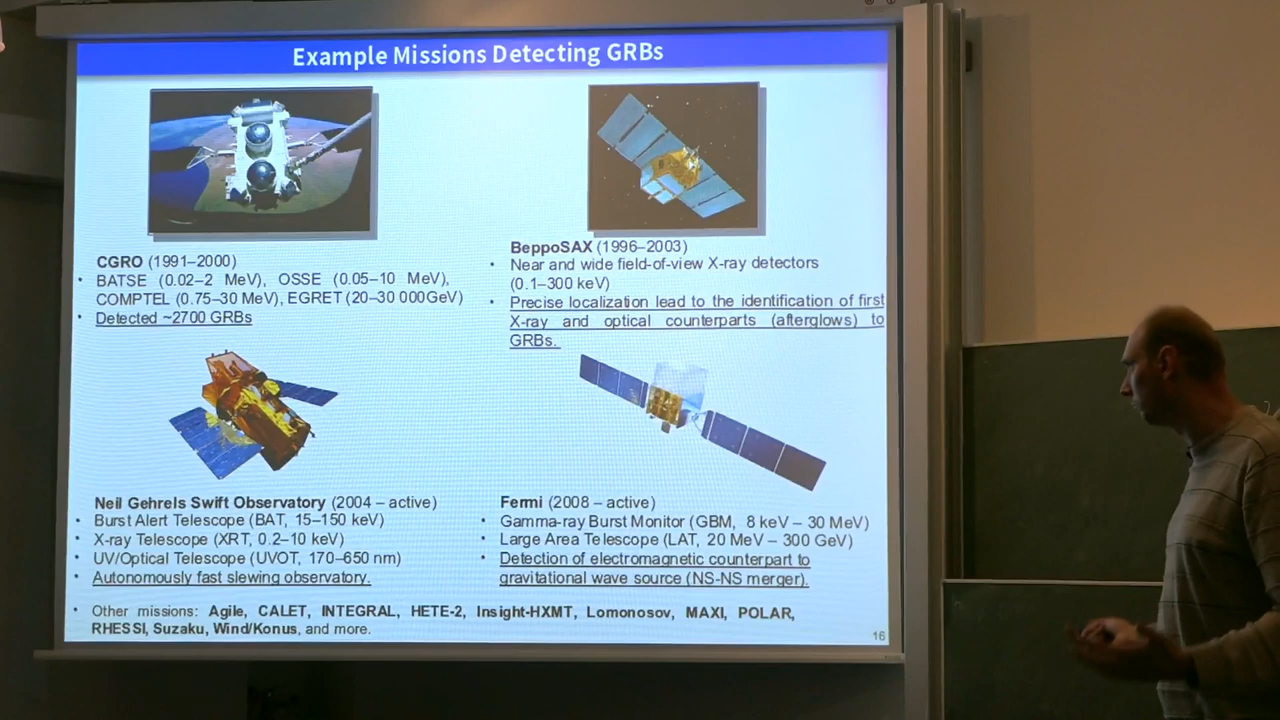 Example Missions Detecting GRBs
CGRO (1991–2000)
• BATSE (0.02–2 MeV), OSSE (0.05–10 MeV),
COMPTEL (0.75–30 MeV), EGRET (20–30 000GeV)
• Detected ~2700 GRBs
BeppoSAX (1996–2003)
• Near and wide field-of-view X-ray detectors
(0.1–300 keV)
• Precise localization lead to the identification of first
X-ray and optical counterparts (afterglows) to
GRBs.
Neil Gehrels Swift Observatory (2004 – active)
• Burst Alert Telescope (BAT, 15–150 keV)
• X-ray Telescope (XRT, 0.2–10 keV)
• UV/Optical Telescope (UVOT, 170–650 nm)
• Autonomously fast slewing observatory.
Fermi (2008 – active)
• Gamma-ray Burst Monitor (GBM, 8 keV – 30 MeV)
• Large Area Telescope (LAT, 20 MeV – 300 GeV)
• Detection of electromagnetic counterpart to
gravitational wave source (NS-NS merger).
• Other missions: Agile, CALET, INTEGRAL, HETE-2, Insight-HXMT, Lomonosov, MAXI, POLAR,
RHESSI, Suzaku, Wind/Konus, and more.
16